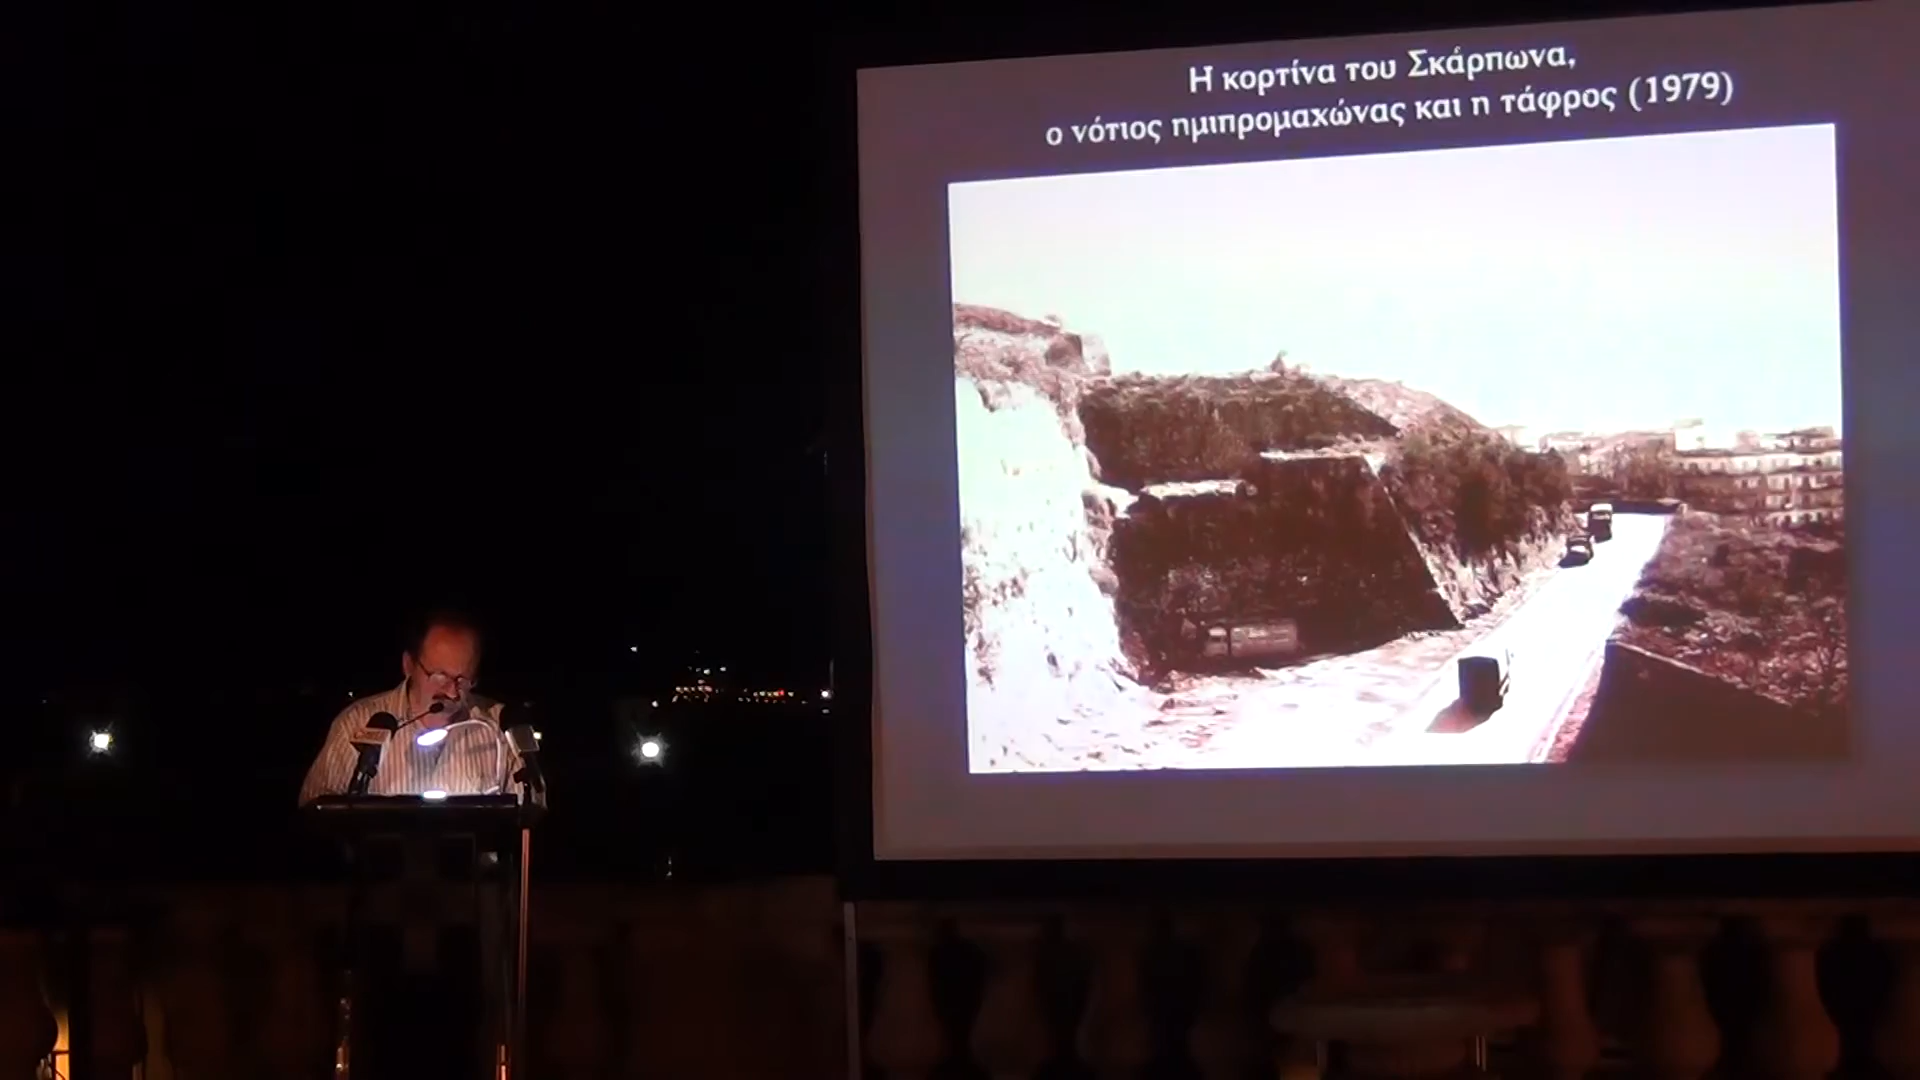 Η κορτίνα του Σκάρπωνα,
ο νότιος ημιπρομαχώνας και η τάφρος (1979)